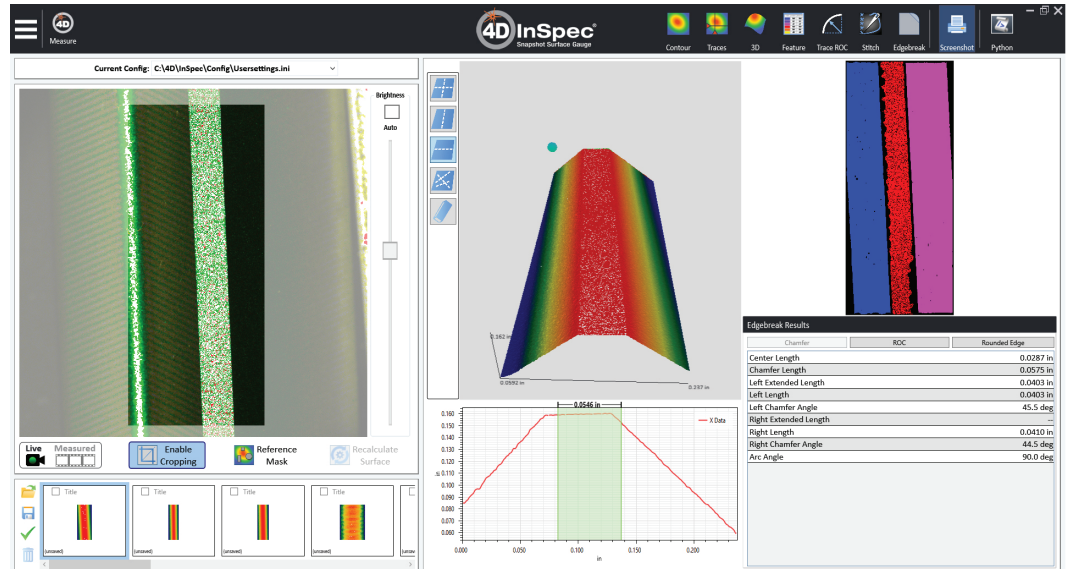 4D
Measure
4D InSpec®
Snapshot Surface Gauge
Contour
Traces
3D
Feature
Trace ROC
Stitch
Edgebreak
Screenshot
Python
Current Config: C:\4D\InSpec\Config\Usersettings.ini
Brightness
Auto
Live
Measured
Enable
Cropping
Reference
Mask
Recalculate
Surface
Title
(unsaved)
Title
(unsaved)
Title
(unsaved)
Title
(unsaved)
(unsav
0.162 in
0.0592 in
0.237 in
0.0546 in
X Data
0.160
0.150
0.140
0.130
0.120
0.110
0.100
0.090
0.080
0.070
0.060
in
0.000
0.050
0.100
0.150
0.200
in
Edgebreak Results
Chamfer
ROC
Rounded Edge
Center Length 0.0287 in
Chamfer Length 0.0575 in
Left Extended Length 0.0403 in
Left Length 0.0403 in
Left Chamfer Angle 45.5 deg
Right Extended Length --
Right Length 0.0410 in
Right Chamfer Angle 44.5 deg
Arc Angle 90.0 deg